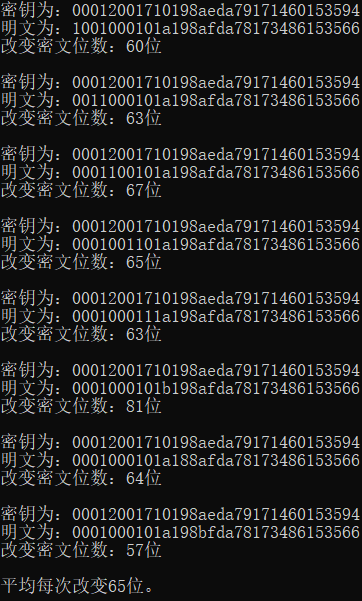 密钥为：00012001710198aeda79171460153594
明文为：1001000101a198afda78173486153566
改变密文位数：60位
密钥为：00012001710198aeda79171460153594
明文为：0011000101a198afda78173486153566
改变密文位数：63位
密钥为：00012001710198aeda79171460153594
明文为：0001100101a198afda78173486153566
改变密文位数：67位
密钥为：00012001710198aeda79171460153594
明文为：0001001101a198afda78173486153566
改变密文位数：65位
密钥为：00012001710198aeda79171460153594
明文为：0001000111a198afda78173486153566
改变密文位数：63位
密钥为：00012001710198aeda79171460153594
明文为：0001000101b198afda78173486153566
改变密文位数：81位
密钥为：00012001710198aeda79171460153594
明文为：0001000101a188afda78173486153566
改变密文位数：64位
密钥为：00012001710198aeda79171460153594
明文为：0001000101a198bfda78173486153566
改变密文位数：57位
平均每次改变65位。